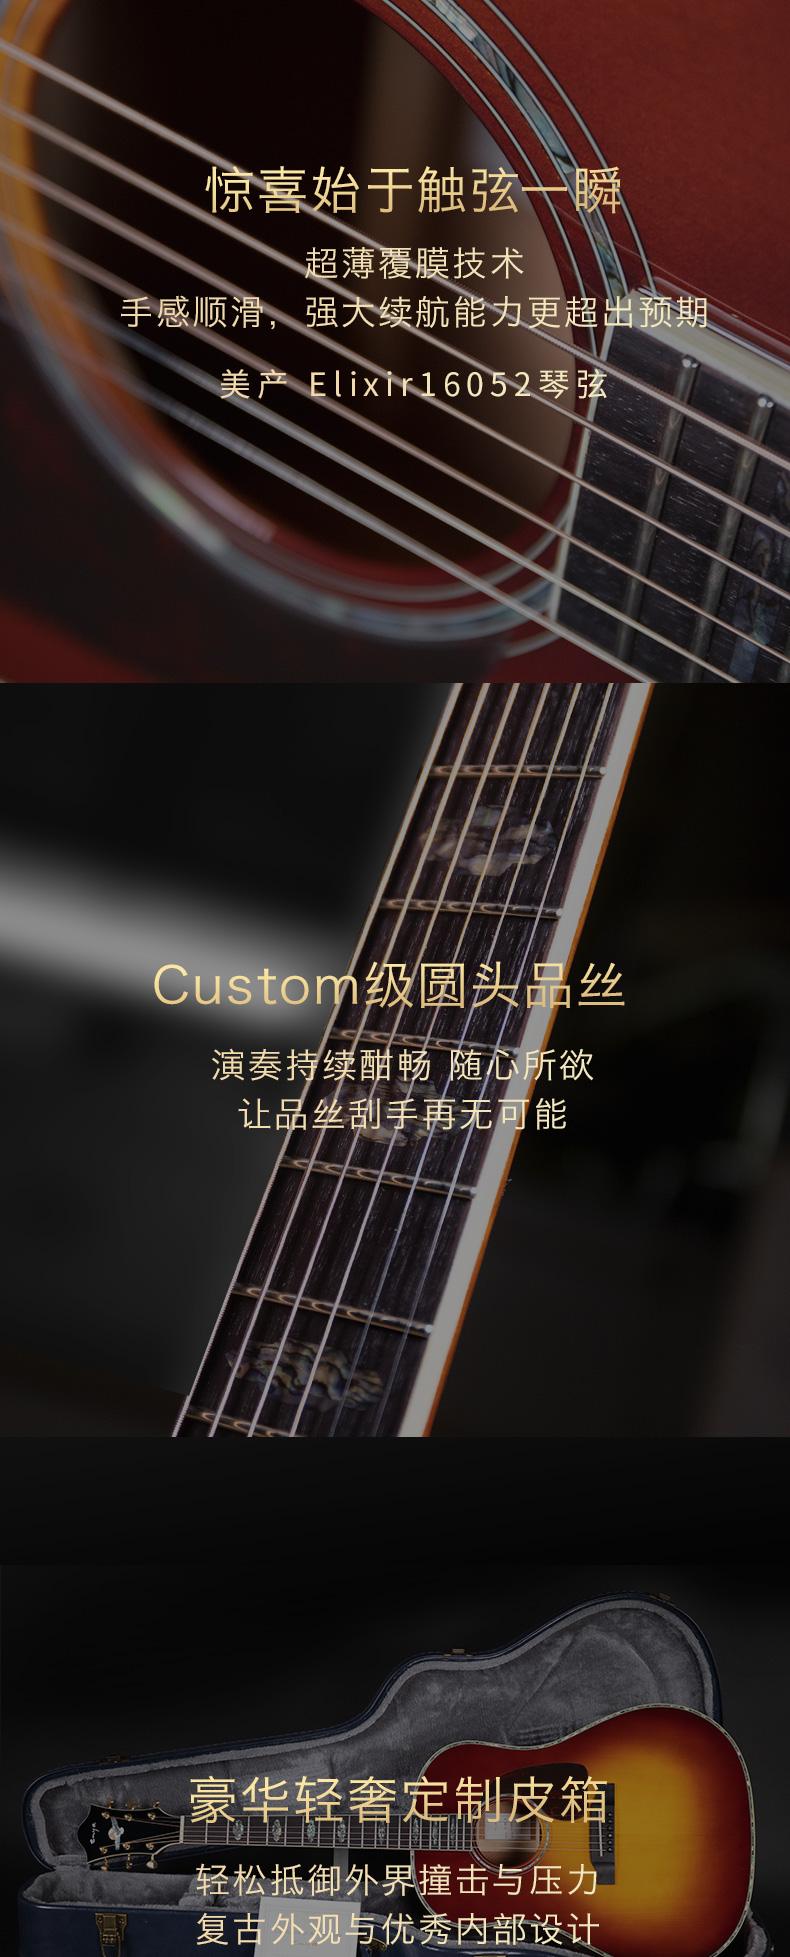 惊喜始于触弦一瞬
超薄覆膜技术
手感顺滑，强大续航能力更超出预期
美产 Elixir16052琴弦
Custom级圆头品丝
演奏持续酣畅 随心所欲
让品丝刮手再无可能
豪华轻奢定制皮箱
Enya
轻松抵御外界撞击与压力
复古外观与优秀内部设计